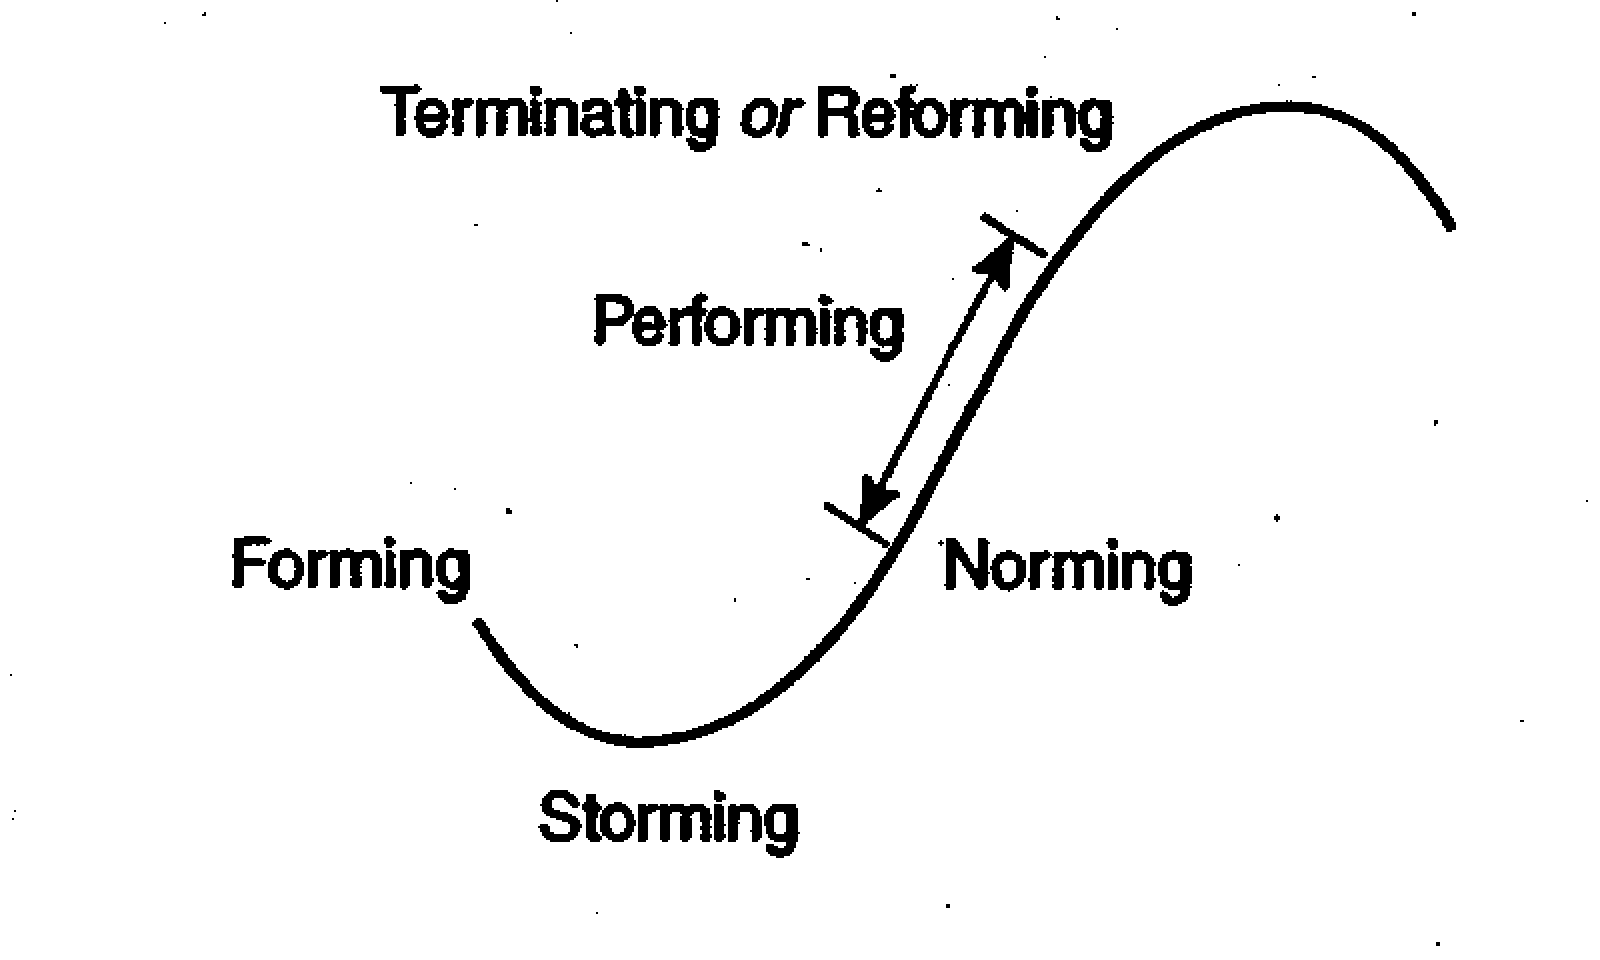 Terminating or Reforming
Performing
Forming
Norming
Storming